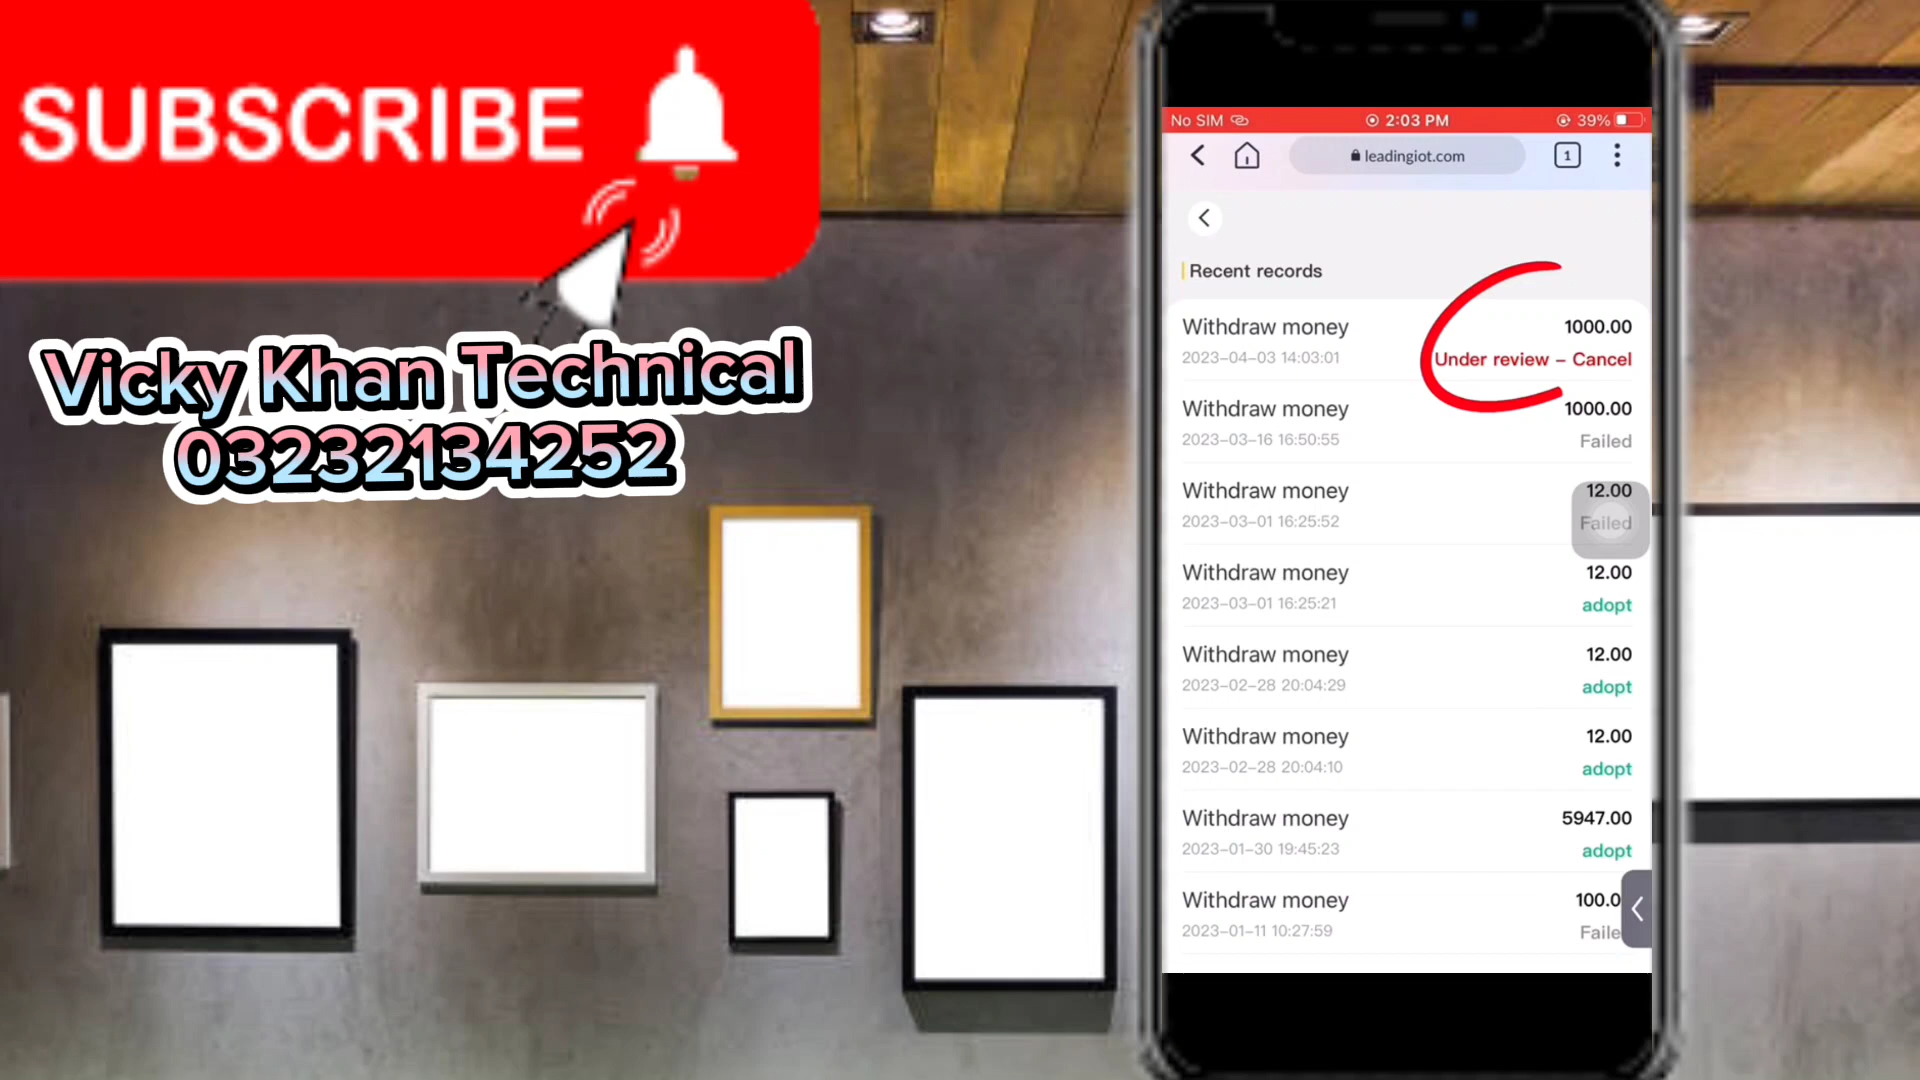 SUBSCRIBE
Vicky Khan Technical
03232134252
No SIM 2:03 PM 39%
leadingiot.com 1
Recent records
Withdraw money 1000.00
2023-04-03 14:03:01 Under review - Cancel
Withdraw money 1000.00
2023-03-16 16:50:55 Failed
Withdraw money 12.00
2023-03-01 16:25:52 Failed
Withdraw money 12.00
2023-03-01 16:25:21 adopt
Withdraw money 12.00
2023-02-28 20:04:29 adopt
Withdraw money 12.00
2023-02-28 20:04:10 adopt
Withdraw money 5947.00
2023-01-30 19:45:23 adopt
Withdraw money 100.0
2023-01-11 10:27:59 Faile